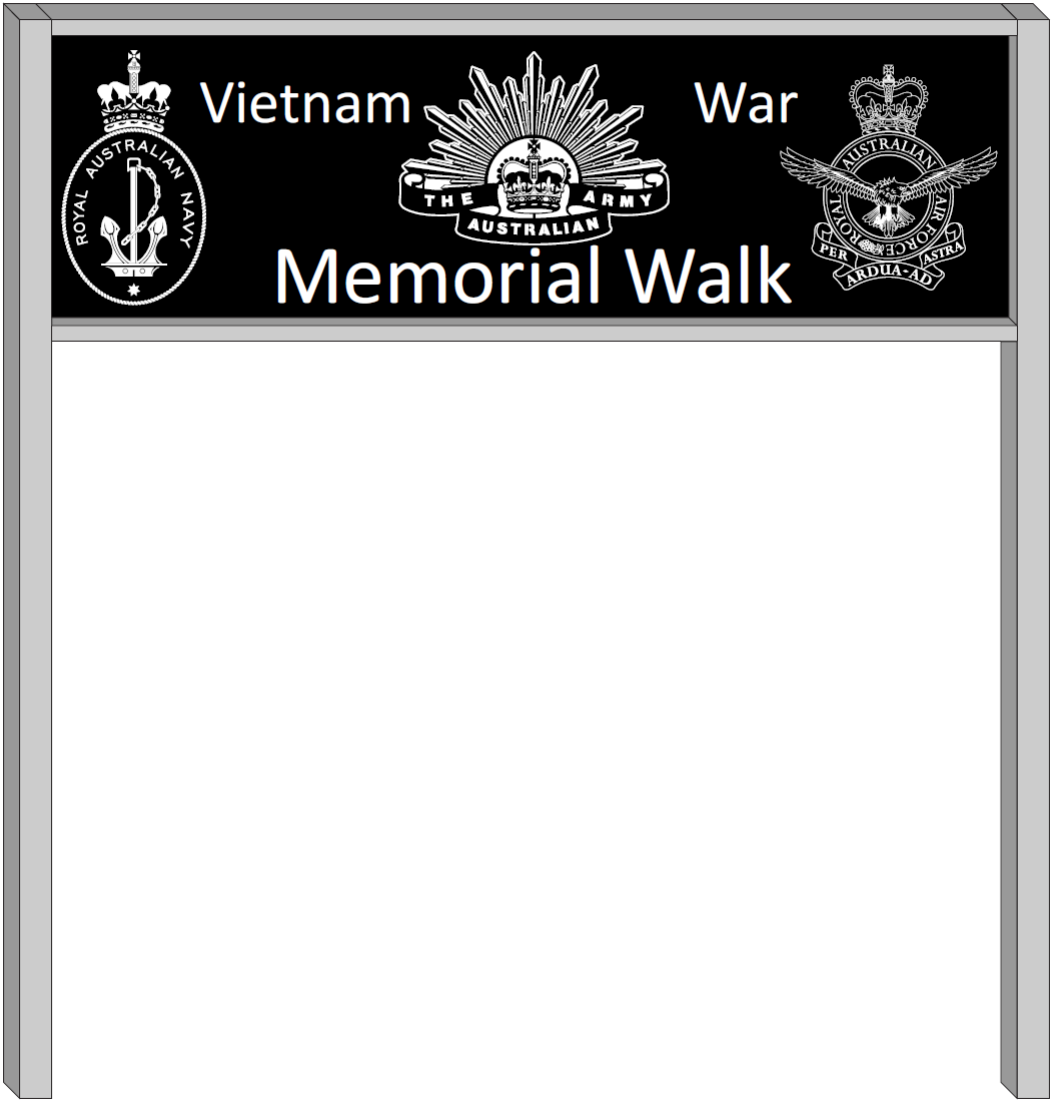 Vietnam War
Memorial Walk
ROYAL AUSTRALIAN NAVY
THE ARMY
AUSTRALIAN
AUSTRALIAN
ROYAL AIR FORCE
PER ASTRA
ARDUA-AD